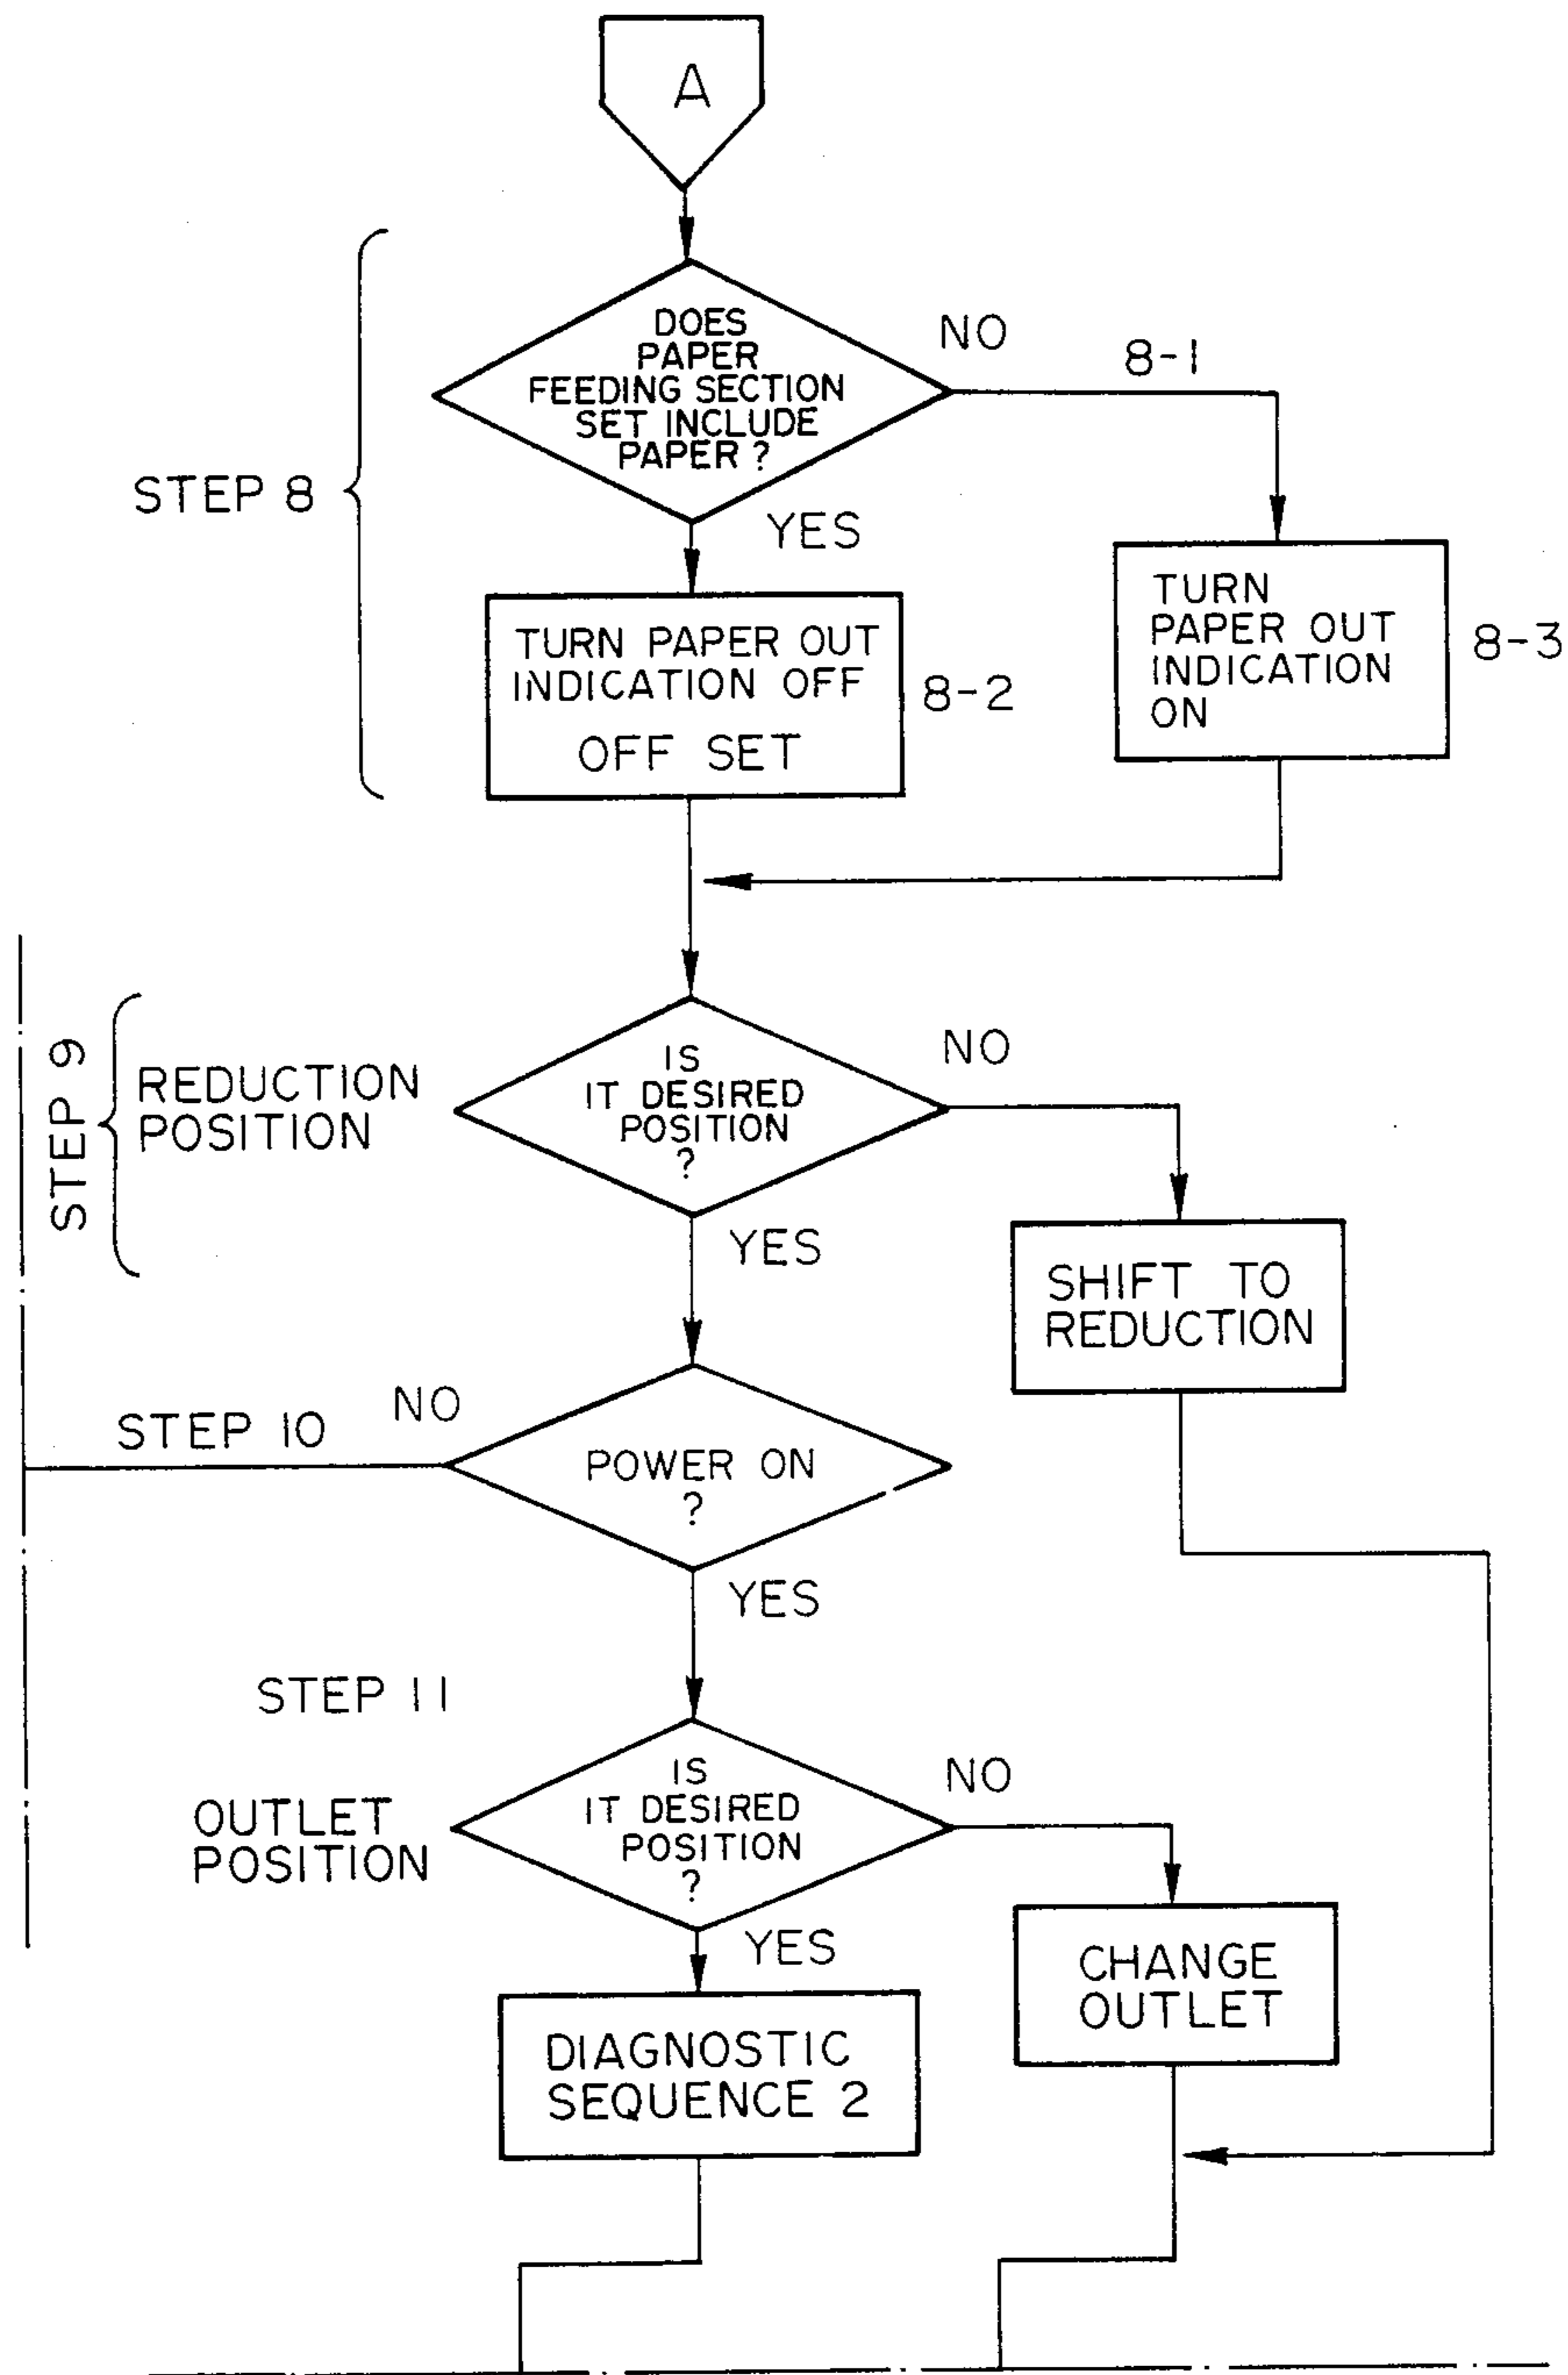 A
DOES
PAPER
FEEDING SECTION
SET INCLUDE
PAPER ?
NO
8-1
STEP 8
YES
TURN PAPER OUT
INDICATION OFF
OFF SET
8-2
TURN
PAPER OUT
INDICATION
ON
8-3
STEP 9
REDUCTION
POSITION
IS
IT DESIRED
POSITION
?
NO
YES
SHIFT TO
REDUCTION
STEP 10
NO
POWER ON
?
YES
STEP 11
OUTLET
POSITION
IS
IT DESIRED
POSITION
?
NO
YES
CHANGE
OUTLET
DIAGNOSTIC
SEQUENCE 2